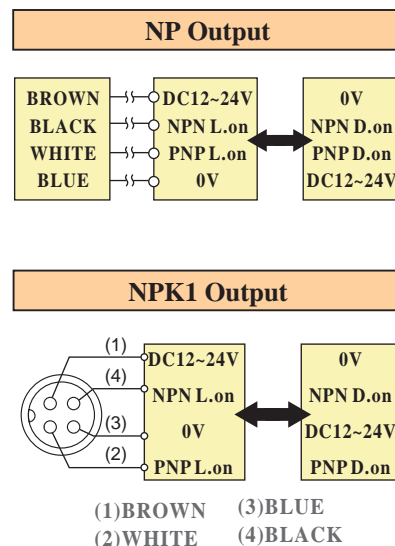 NP Output
BROWN DC12~24V 0V
BLACK NPN L.on NPN D.on
WHITE PNP L.on PNP D.on
BLUE 0V DC12~24V
NPK1 Output
(1) DC12~24V 0V
(4) NPN L.on NPN D.on
(3) 0V DC12~24V
(2) PNP L.on PNP D.on
(1)BROWN (3)BLUE
(2)WHITE (4)BLACK